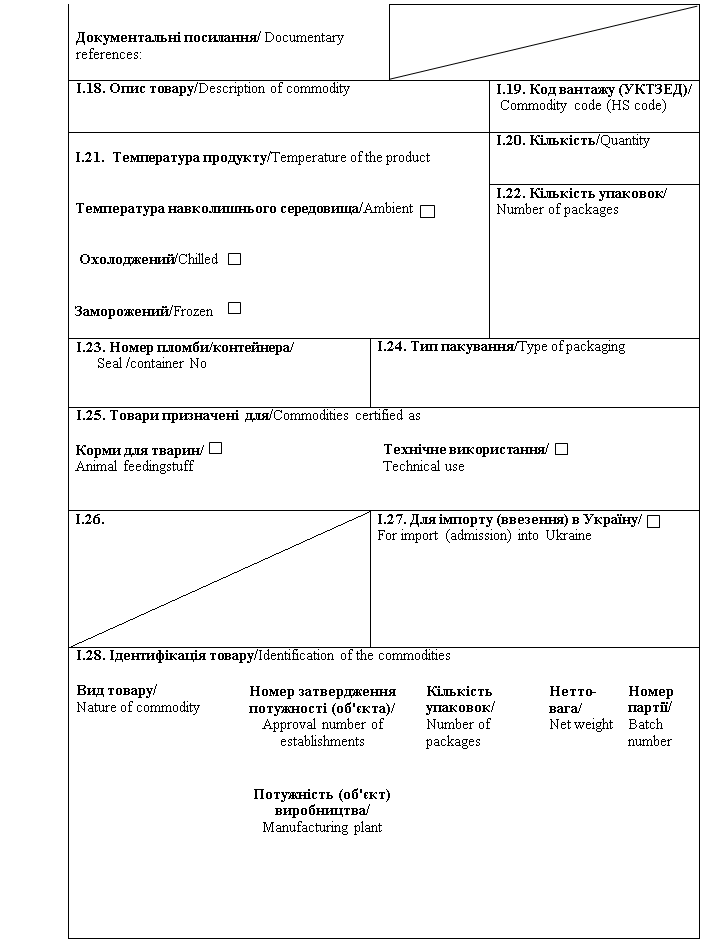 Документальні посилання/ Documentary
references:
I.18. Опис товару/Description of commodity
I.19. Код вантажу (УКТЗЕД)/
Commodity code (HS code)
I.20. Кількість/Quantity
I.21. Температура продукту/Temperature of the product
I.22. Кількість упаковок/
Number of packages
Температура навколишнього середовища/Ambient
Охолоджений/Chilled
Заморожений/Frozen
I.23. Номер пломби/контейнера/
Seal /container No
I.24. Тип пакування/Type of packaging
I.25. Товари призначені для/Commodities certified as
Корми для тварин/
Animal feedingstuff
Технічне використання/
Technical use
I.26.
I.27. Для імпорту (ввезення) в Україну/
For import (admission) into Ukraine
I.28. Ідентифікація товару/Identification of the commodities
Вид товару/
Nature of commodity
Номер затвердження
потужності (об'єкта)/
Approval number of
establishments
Кількість
упаковок/
Number of
packages
Нетто-
вага/
Net weight
Номер
партії/
Batch
number
Потужність (об'єкт)
виробництва/
Manufacturing plant